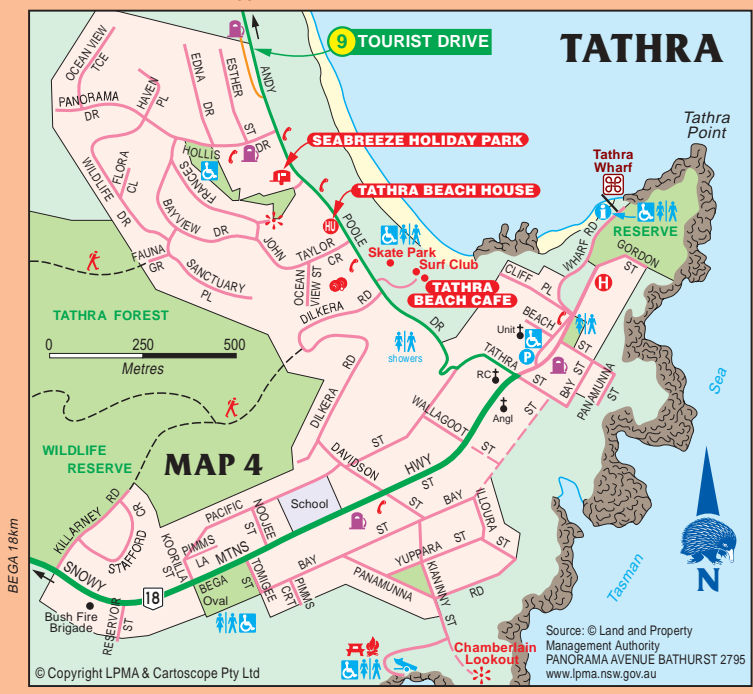 9 TOURIST DRIVE
TATHRA
OCEAN VIEW
TCE
PANORAMA
DR
HAVEN
PL
EDNA
DR
ESTHER
ST
ANDY
HOLLIS
DR
SEABREEZE HOLIDAY PARK
Tathra
Point
Tathra
Wharf
WILDLIFE
DR
FLORA
CL
FRANCES
BAYVIEW
DR
TATHRA BEACH HOUSE
HU
POOLE
DR
i
RESERVE
WHARF RD
GORDON
ST
JOHN
TAYLOR
CR
FAUNA
GR
SANCTUARY
PL
OCEAN
VIEW ST
Skate Park
Surf Club
TATHRA
BEACH CAFE
CLIFF PL
H
DILKERA
RD
BEACH
ST
TATHRA FOREST
0 250 500
Metres
showers
Unit
P
TATHRA
ST
BAY ST
PANAMUNNA
ST
RC
Angl
Sea
DILKERA
RD
WALLAGOOT
ST
WILDLIFE
RESERVE
MAP 4
DAVIDSON
ST
ST
HWY
ST
School
KILLARNEY RD
STAFFORD
CR
PACIFIC
ST
NOOJEE
PIMMS
LA
KOORILLA
ST
MTNS
BAY
ST
ILLOURA
ST
YUPPARA
ST
BEGA 18km
SNOWY
18
BEGA
ST
Oval
TOMIGEE
CRT
PIMMS
BAY
ST
PANAMUNNA
KIANINNY ST
RD
RESERVOIR
ST
Bush Fire
Brigade
Tasman
N
Chamberlain
Lookout
Source: © Land and Property
Management Authority
PANORAMA AVENUE BATHURST 2795
www.lpma.nsw.gov.au
© Copyright LPMA & Cartoscope Pty Ltd